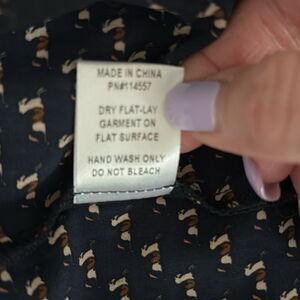 MADE IN CHINA
PN#114557
DRY FLAT-LAY
GARMENT ON
FLAT SURFACE
HAND WASH ONLY
DO NOT BLEACH